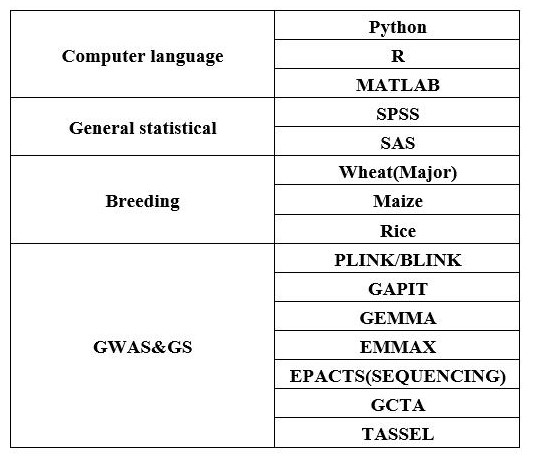 Computer language
Python
R
MATLAB
General statistical
SPSS
SAS
Breeding
Wheat(Major)
Maize
Rice
GWAS&GS
PLINK/BLINK
GAPIT
GEMMA
EMMAX
EPACTS(SEQUENCING)
GCTA
TASSEL